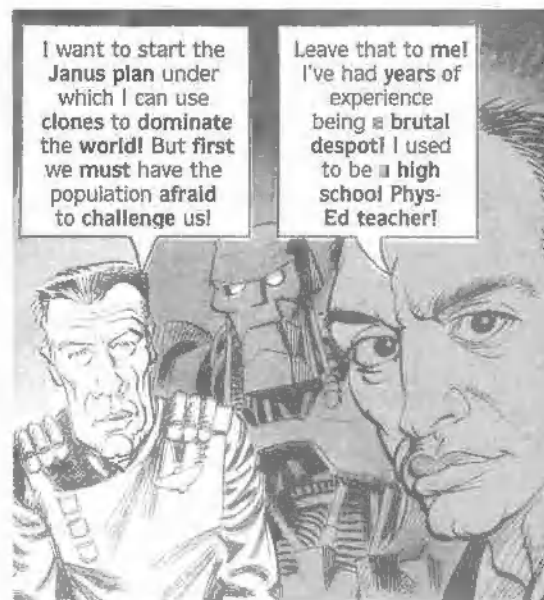 I want to start the
Janus plan under
which I can use
clones to dominate
the world! But first
we must have the
population afraid
to challenge us!
Leave that to me!
I've had years of
experience
being a brutal
despot! I used
to be a high
school Phys-
Ed teacher!